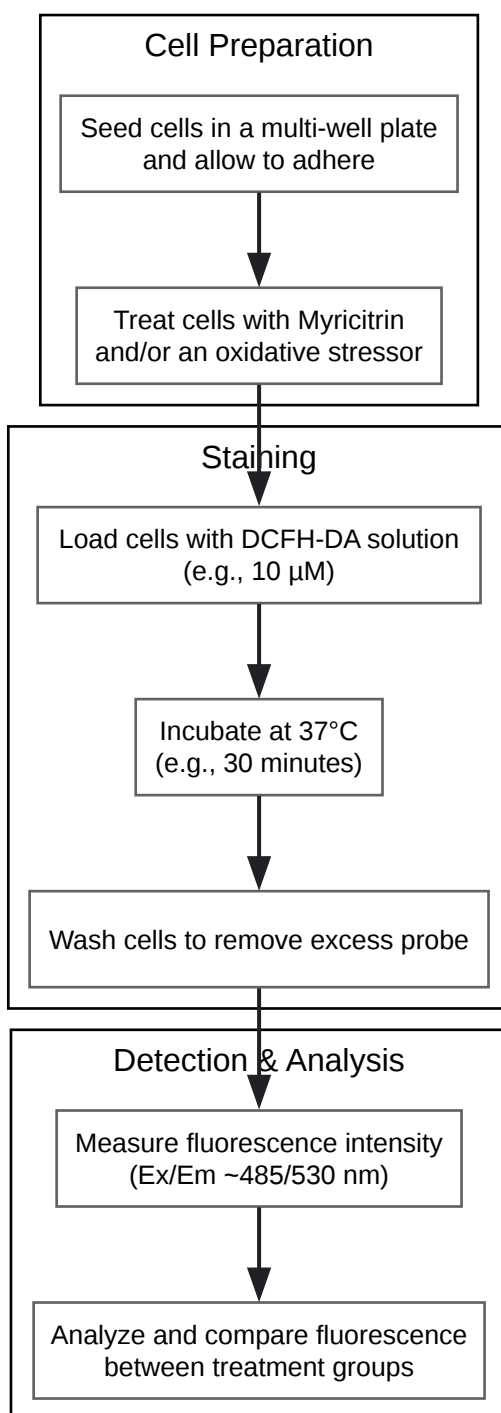 Cell Preparation
Seed cells in a multi-well plate
and allow to adhere
Treat cells with Myricitrin
and/or an oxidative stressor
Staining
Load cells with DCFH-DA solution
(e.g., 10 µM)
Incubate at 37°C
(e.g., 30 minutes)
Wash cells to remove excess probe
Detection & Analysis
Measure fluorescence intensity
(Ex/Em ~485/530 nm)
Analyze and compare fluorescence
between treatment groups